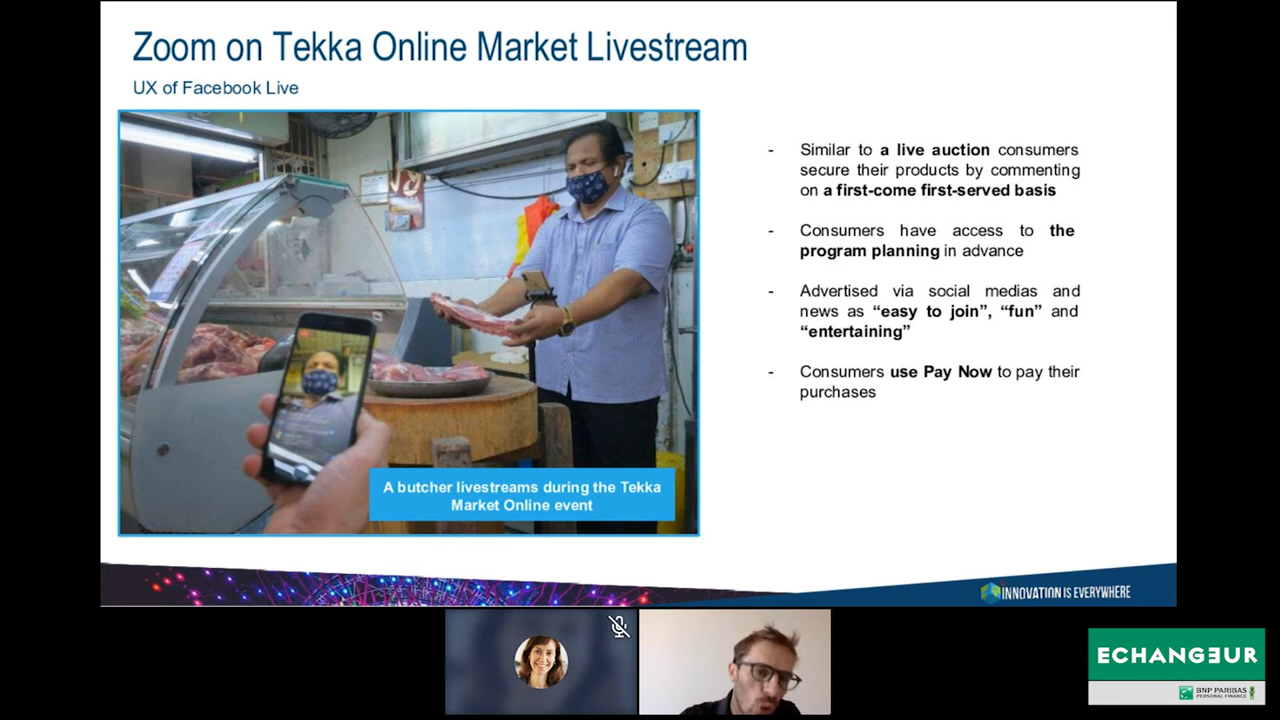 Zoom on Tekka Online Market Livestream
UX of Facebook Live
- Similar to a live auction consumers
secure their products by commenting
on a first-come first-served basis
- Consumers have access to the
program planning in advance
- Advertised via social medias and
news as “easy to join”, “fun” and
“entertaining”
- Consumers use Pay Now to pay their
purchases
A butcher livestreams during the Tekka
Market Online event
INNOVATION IS EVERYWHERE
ECHANGEUR
BNP PARIBAS
PERSONAL FINANCE